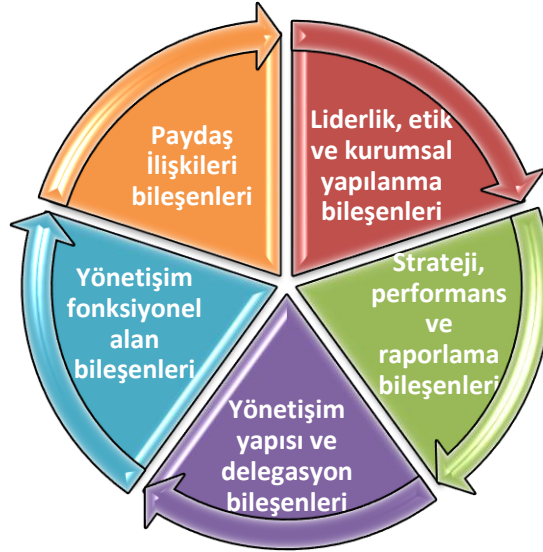 Paydaş
İlişkileri
bileşenleri
Liderlik, etik
ve kurumsal
yapılanma
bileşenleri
Strateji,
performans
ve
raporlama
bileşenleri
Yönetişim
yapısı ve
delegasyon
bileşenleri
Yönetişim
fonksiyonel
alan
bileşenleri